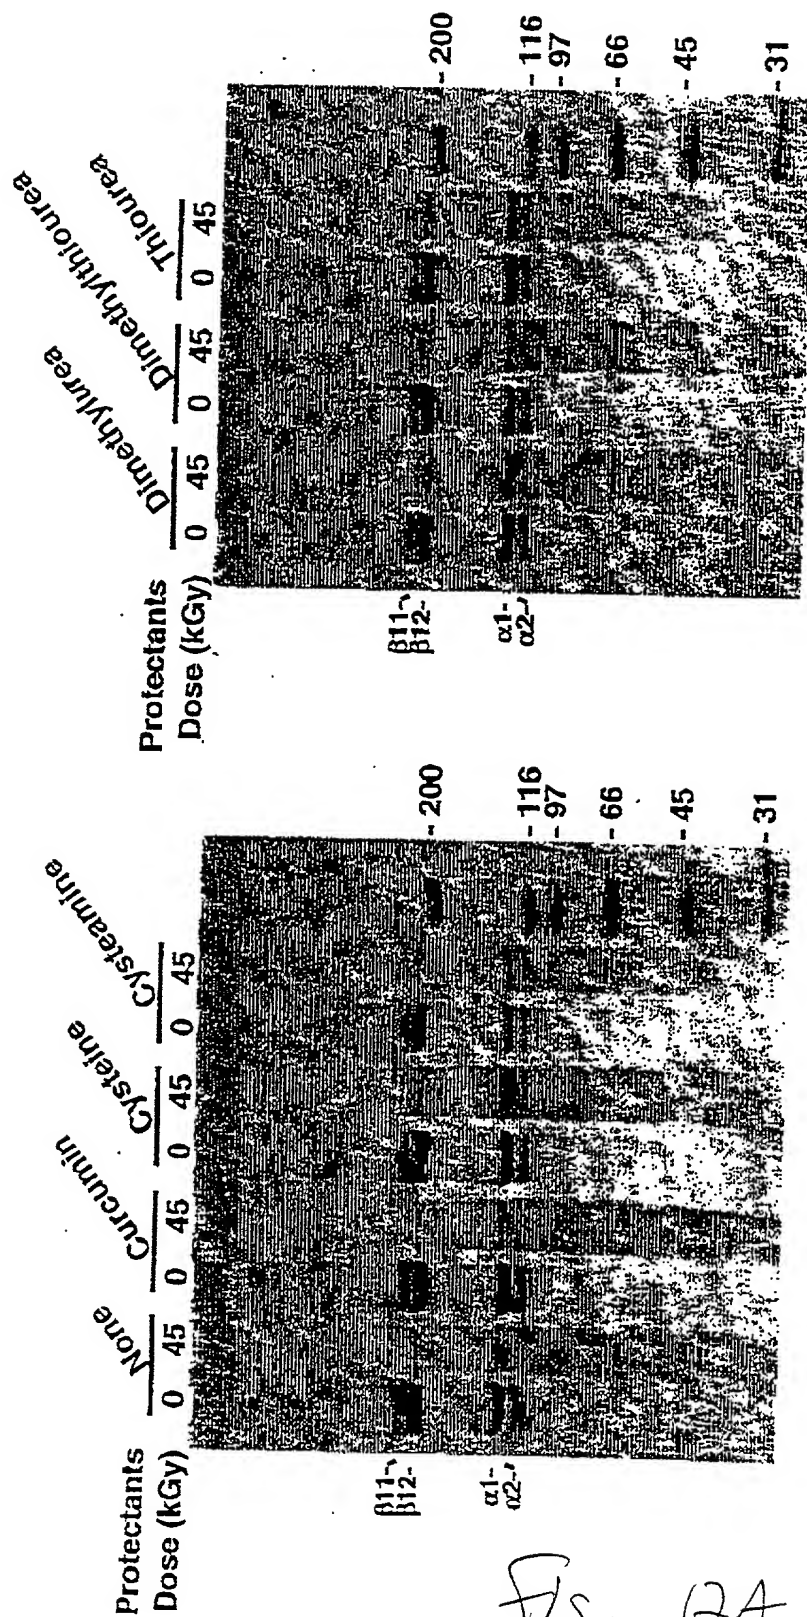 Protectants None Curcumin Cysteine Cysteamine
Dose (kGy) 0 45 0 45 0 45 0 45
β11-
β12-
α1-
α2-
- 200
- 116
- 97
- 66
- 45
- 31
Protectants Dimethylurea Dimethylthiourea Thiourea
Dose (kGy) 0 45 0 45 0 45
β11-
β12-
α1-
α2-
- 200
- 116
- 97
- 66
- 45
- 31
Fig. 12A